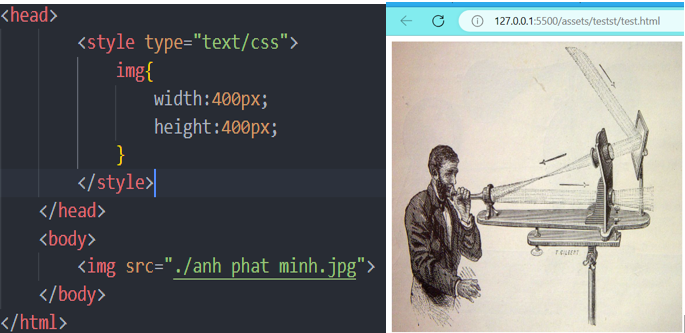 <head>
<style type="text/css">
img{
width:400px;
height:400px;
}
</style>
</head>
<body>
<img src="./anh phat minh.jpg">
</body>
</html>
127.0.0.1:5500/assets/testst/test.html